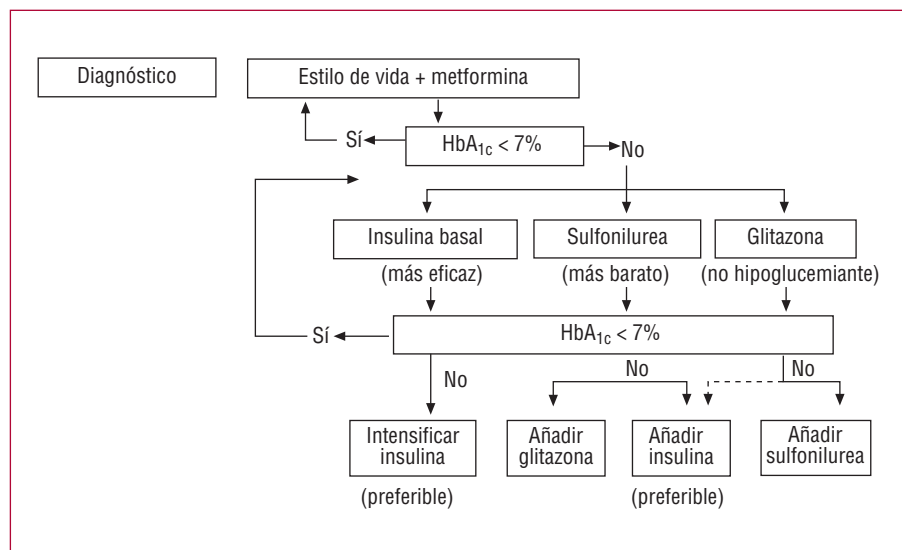 Diagnóstico
Estilo de vida + metformina
Sí
HbA1c < 7%
No
Insulina basal
Sulfonilurea
Glitazona
(más eficaz)
(más barato)
(no hipoglucemiante)
Sí
HbA1c < 7%
No
No
No
Intensificar
insulina
Añadir
glitazona
Añadir
insulina
Añadir
sulfonilurea
(preferible)
(preferible)